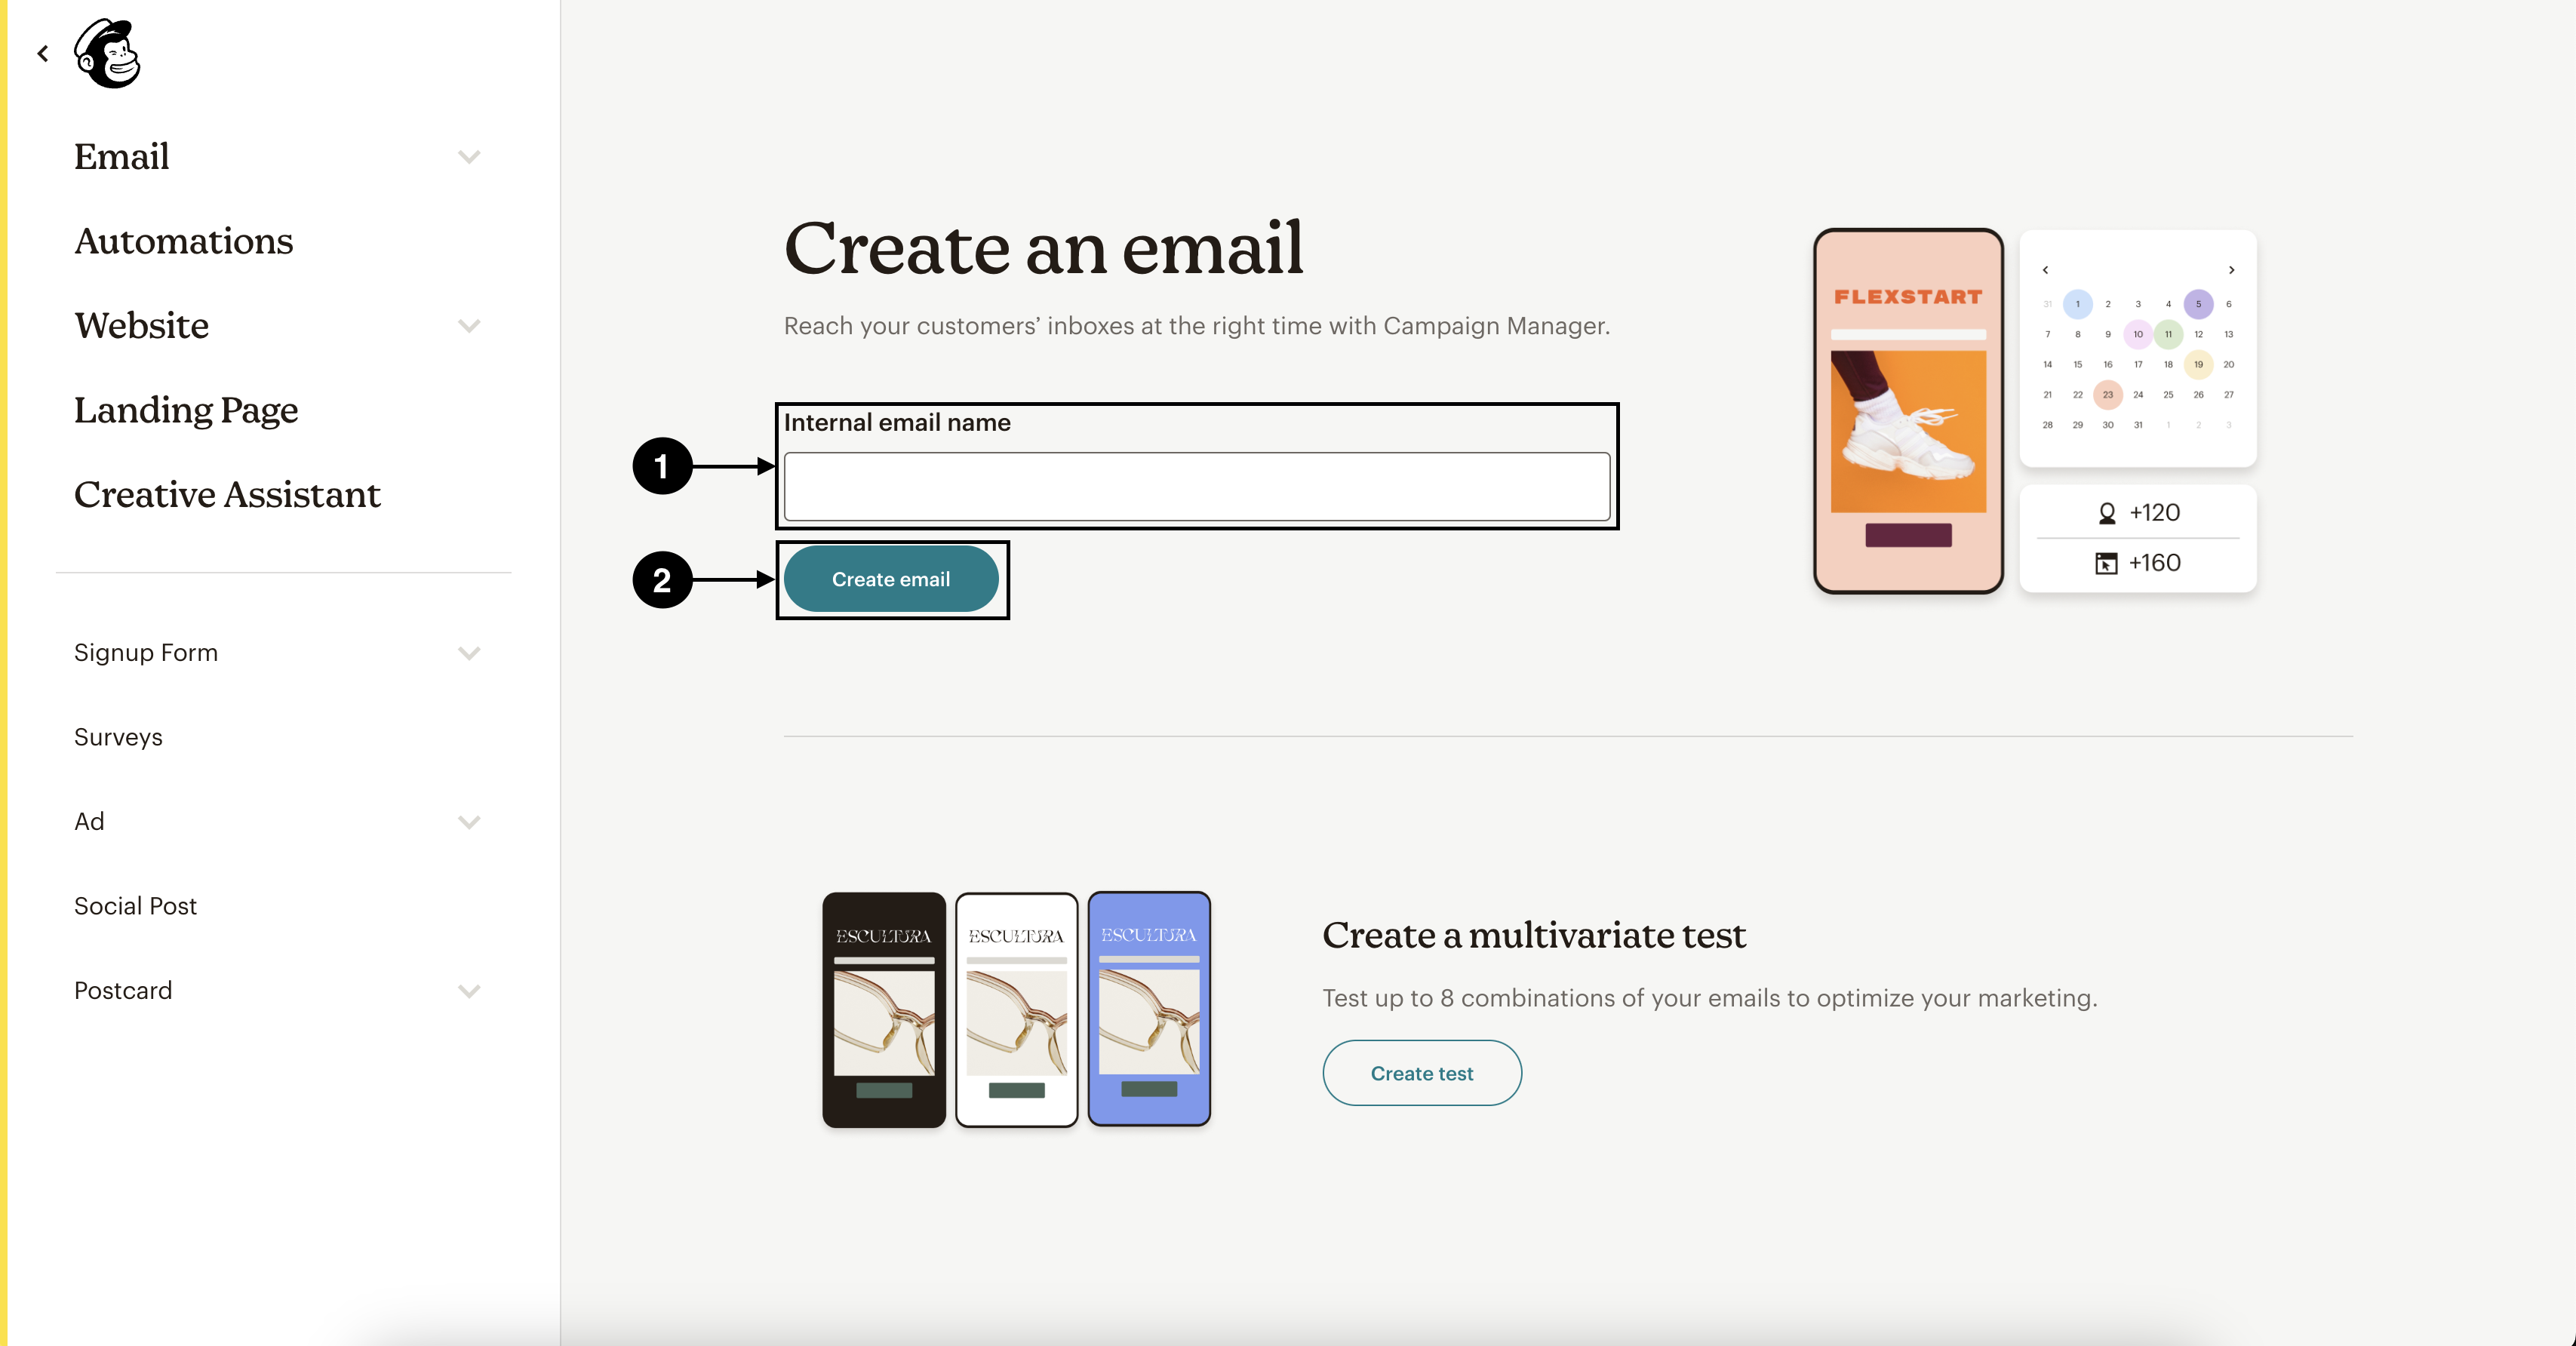 Email
Automations
Website
Landing Page
Creative Assistant
Signup Form
Surveys
Ad
Social Post
Postcard
Create an email
Reach your customers’ inboxes at the right time with Campaign Manager.
1
Internal email name
2
Create email
FLEXSTART
31 1 2 3 4 5 6
7 8 9 10 11 12 13
14 15 16 17 18 19 20
21 22 23 24 25 26 27
28 29 30 31 1 2 3
+120
+160
ESCULTURA
ESCULTURA
ESCULTURA
Create a multivariate test
Test up to 8 combinations of your emails to optimize your marketing.
Create test